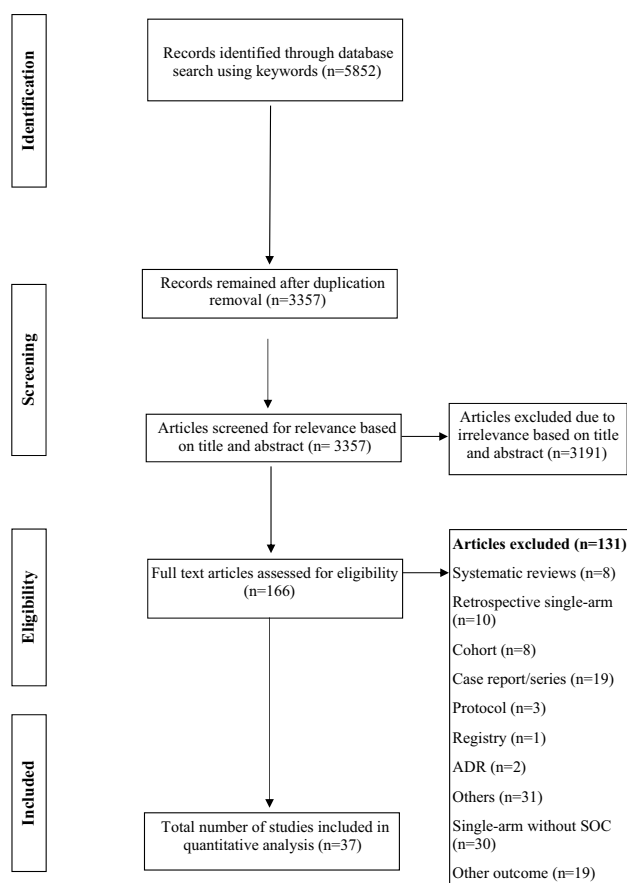 Identification
Records identified through database
search using keywords (n=5852)
Records remained after duplication
removal (n=3357)
Screening
Articles screened for relevance based
on title and abstract (n= 3357)
Articles excluded due to
irrelevance based on title
and abstract (n=3191)
Eligibility
Full text articles assessed for eligibility
(n=166)
Articles excluded (n=131)
Systematic reviews (n=8)
Retrospective single-arm
(n=10)
Cohort (n=8)
Case report/series (n=19)
Protocol (n=3)
Registry (n=1)
ADR (n=2)
Others (n=31)
Single-arm without SOC
(n=30)
Other outcome (n=19)
Included
Total number of studies included in
quantitative analysis (n=37)